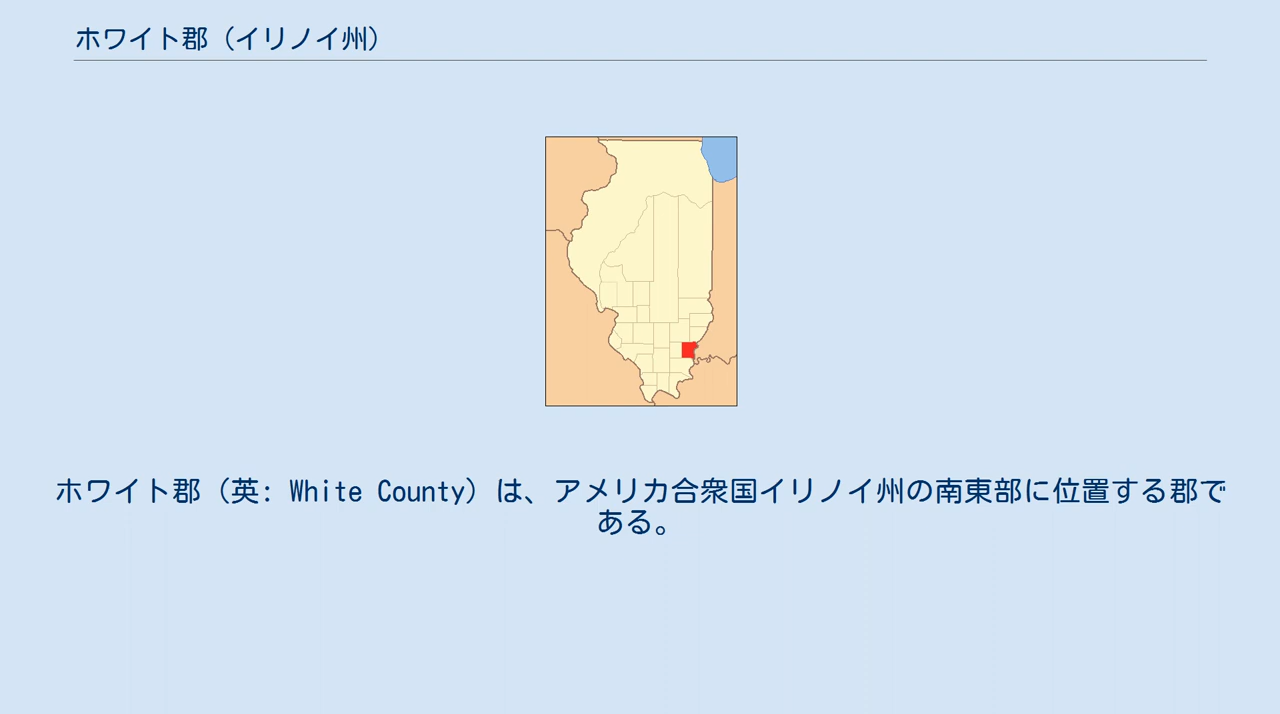 ホワイト郡（イリノイ州）
ホワイト郡（英: White County）は、アメリカ合衆国イリノイ州の南東部に位置する郡で
ある。